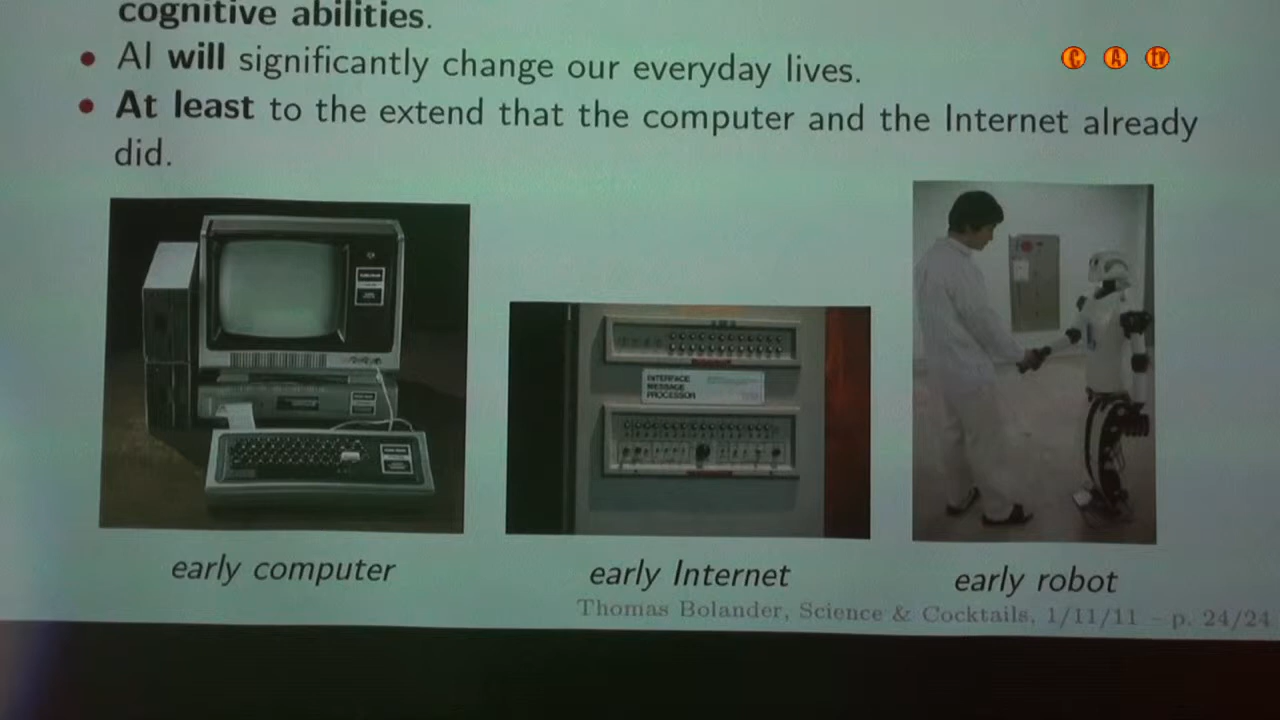 cognitive abilities.
C A tv
• AI will significantly change our everyday lives.
• At least to the extend that the computer and the Internet already
did.
INTERFACE
MESSAGE
PROCESSOR
early computer
early Internet
early robot
Thomas Bolander, Science & Cocktails, 1/11/11 – p. 24/24